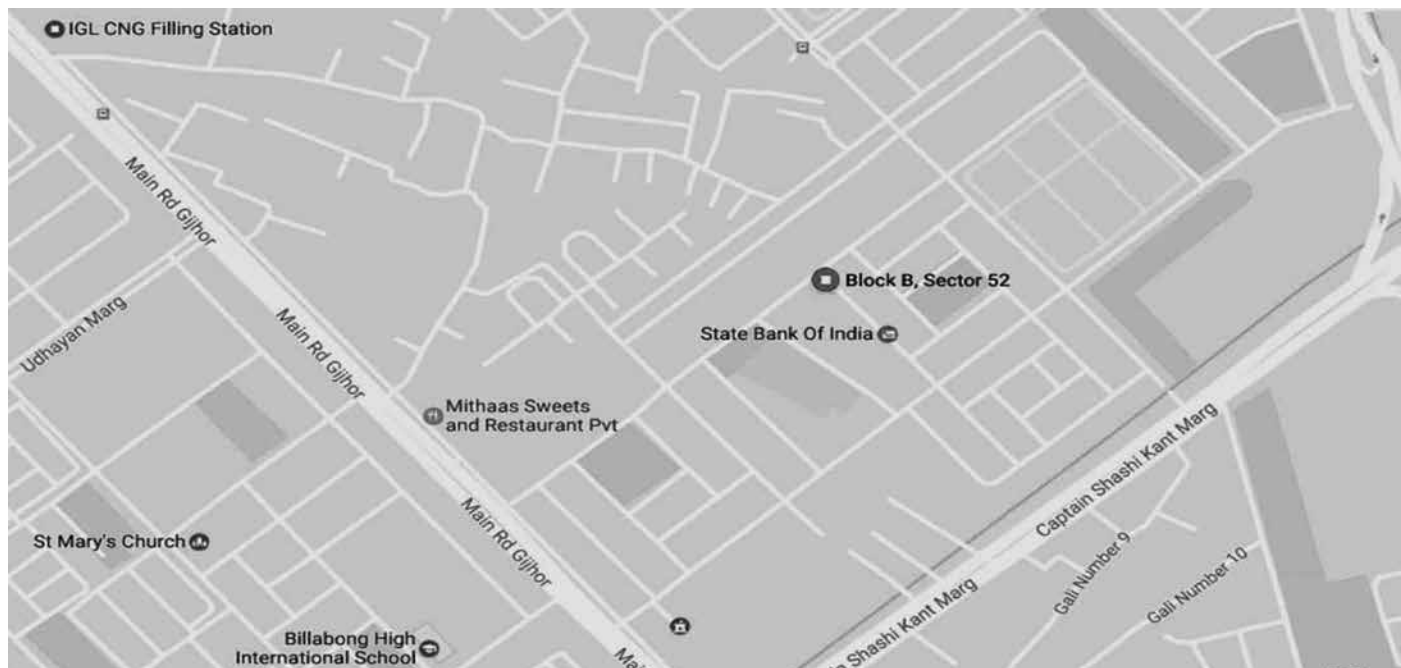 IGL CNG Filling Station
Main Rd Gijhor
Block B, Sector 52
Udhayan Marg
Main Rd Gijhor
State Bank Of India
Mithaas Sweets
and Restaurant Pvt
Captain Shashi Kant Marg
Main Rd Gijhor
St Mary's Church
Gali Number 9
Gali Number 10
Shashi Kant Marg
Billabong High
International School